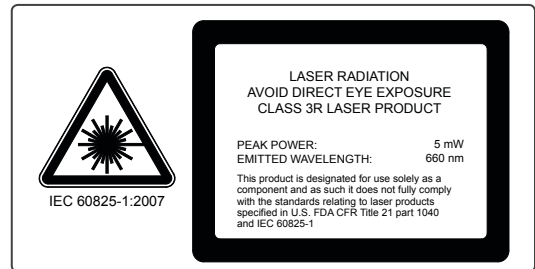 LASER RADIATION
AVOID DIRECT EYE EXPOSURE
CLASS 3R LASER PRODUCT
PEAK POWER: 5 mW
EMITTED WAVELENGTH: 660 nm
This product is designated for use solely as a
component and as such it does not fully comply
with the standards relating to laser products
specified in U.S. FDA CFR Title 21 part 1040
and IEC 60825-1
IEC 60825-1:2007